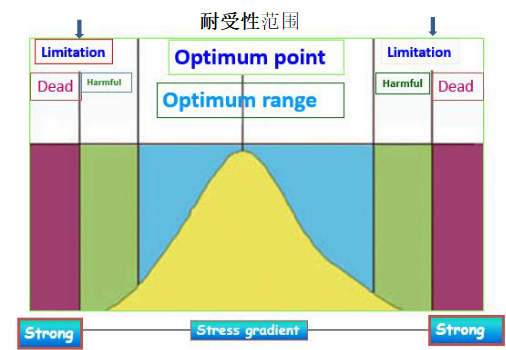 耐受性范围
Limitation
Optimum point
Limitation
Dead
Harmful
Optimum range
Harmful
Dead
Strong
Stress gradient
Strong